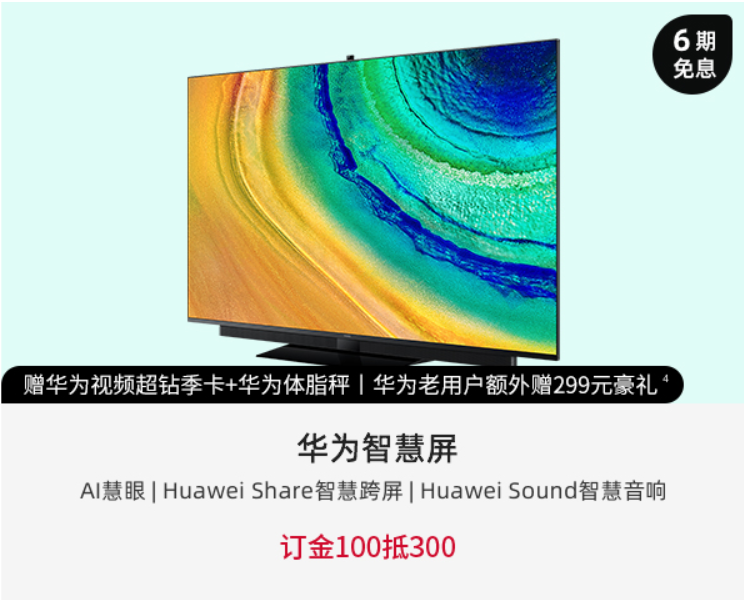 6期
免息
赠华为视频超钻季卡+华为体脂秤丨华为老用户额外赠299元豪礼⁴
华为智慧屏
AI慧眼 | Huawei Share智慧跨屏 | Huawei Sound智慧音响
订金100抵300